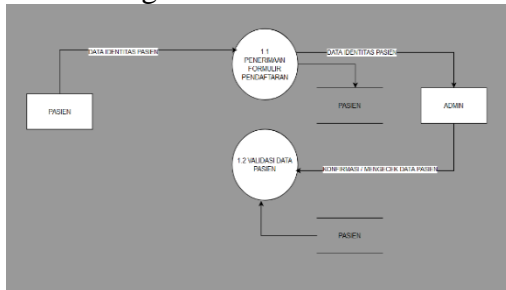 DATA IDENTITAS PASIEN
1.1
PENERIMAAN
FORMULIR
PENDAFTARAN
DATA IDENTITAS PASIEN
PASIEN
PASIEN
ADMIN
1.2 VALIDASI DATA
PASIEN
KONFIRMASI / MENGECEK DATA PASIEN
PASIEN